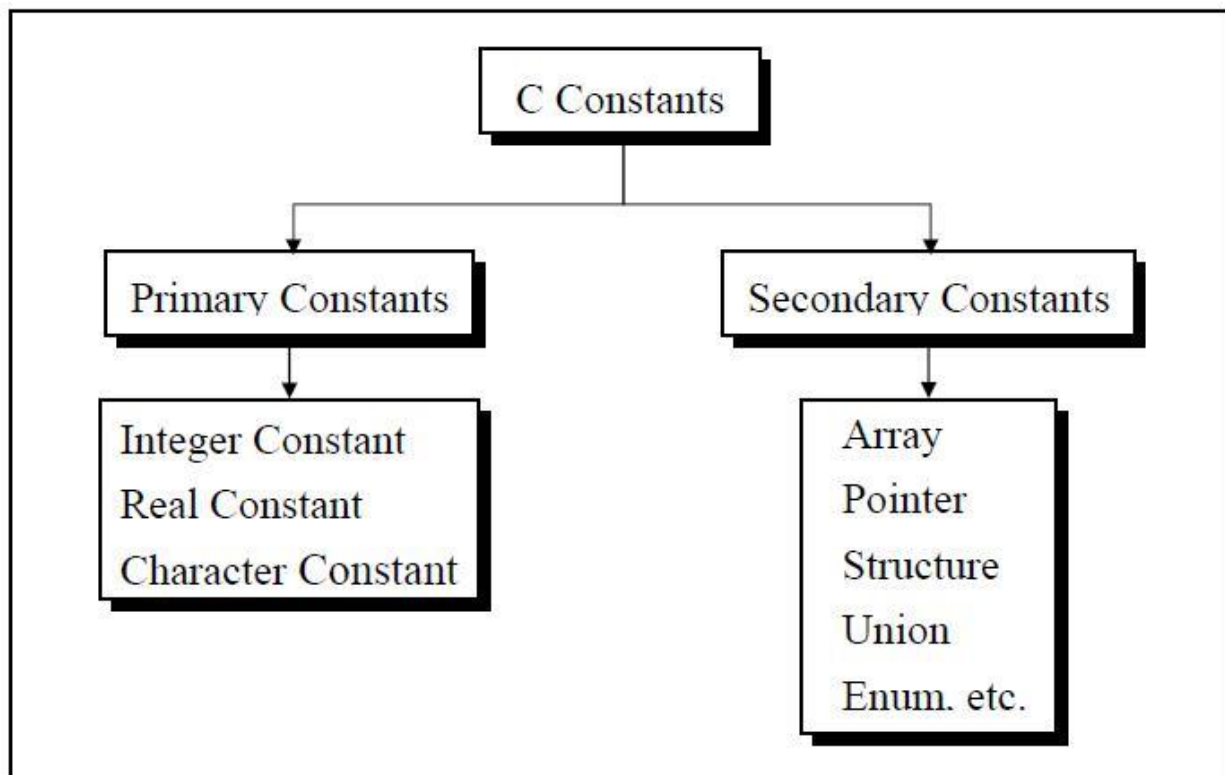 C Constants
Primary Constants
Secondary Constants
Integer Constant
Real Constant
Character Constant
Array
Pointer
Structure
Union
Enum. etc.